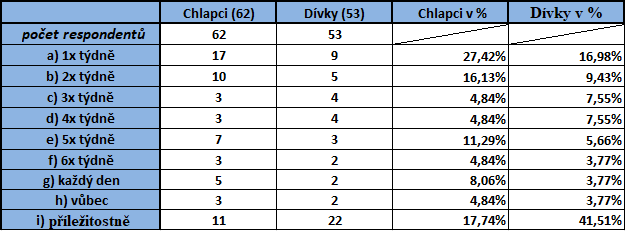 Chlapci (62) Dívky (53) Chlapci v % Dívky v %
počet respondentů 62 53
a) 1x týdně 17 9 27,42% 16,98%
b) 2x týdně 10 5 16,13% 9,43%
c) 3x týdně 3 4 4,84% 7,55%
d) 4x týdně 3 4 4,84% 7,55%
e) 5x týdně 7 3 11,29% 5,66%
f) 6x týdně 3 2 4,84% 3,77%
g) každý den 5 2 8,06% 3,77%
h) vůbec 3 2 4,84% 3,77%
i) příležitostně 11 22 17,74% 41,51%